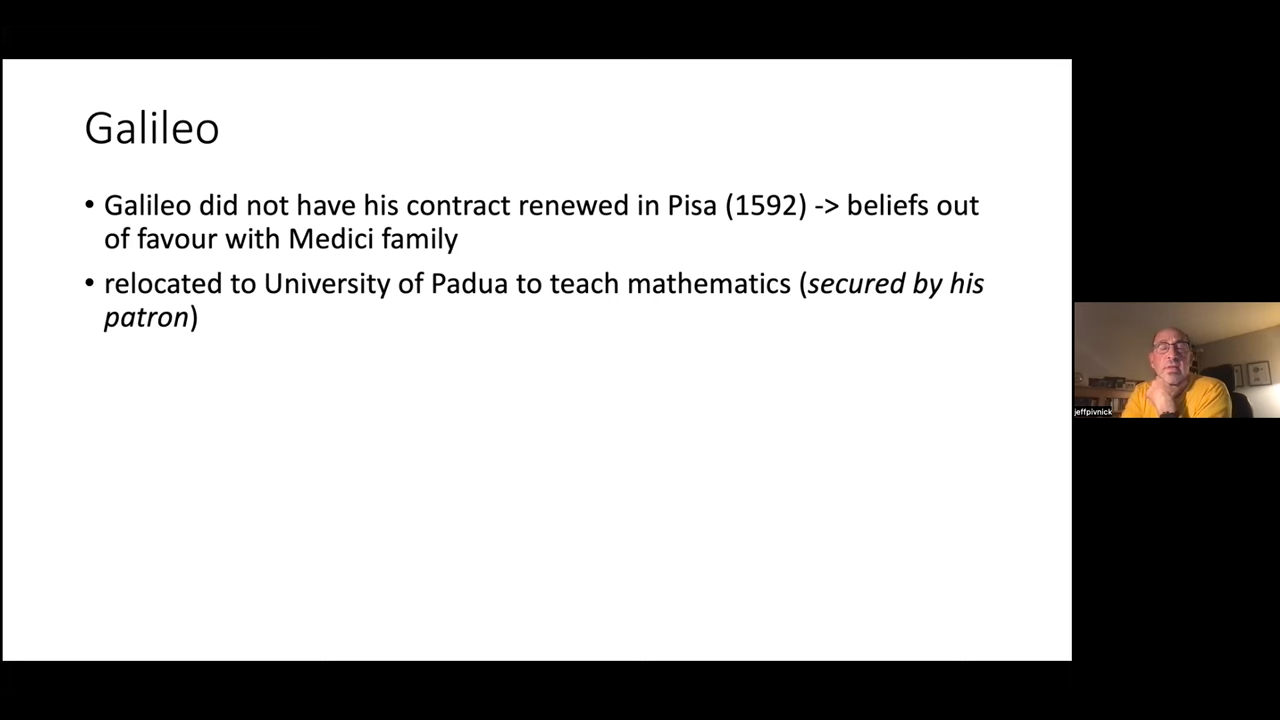 Galileo
• Galileo did not have his contract renewed in Pisa (1592) -> beliefs out
of favour with Medici family
• relocated to University of Padua to teach mathematics (secured by his
patron)
jeffpivnick